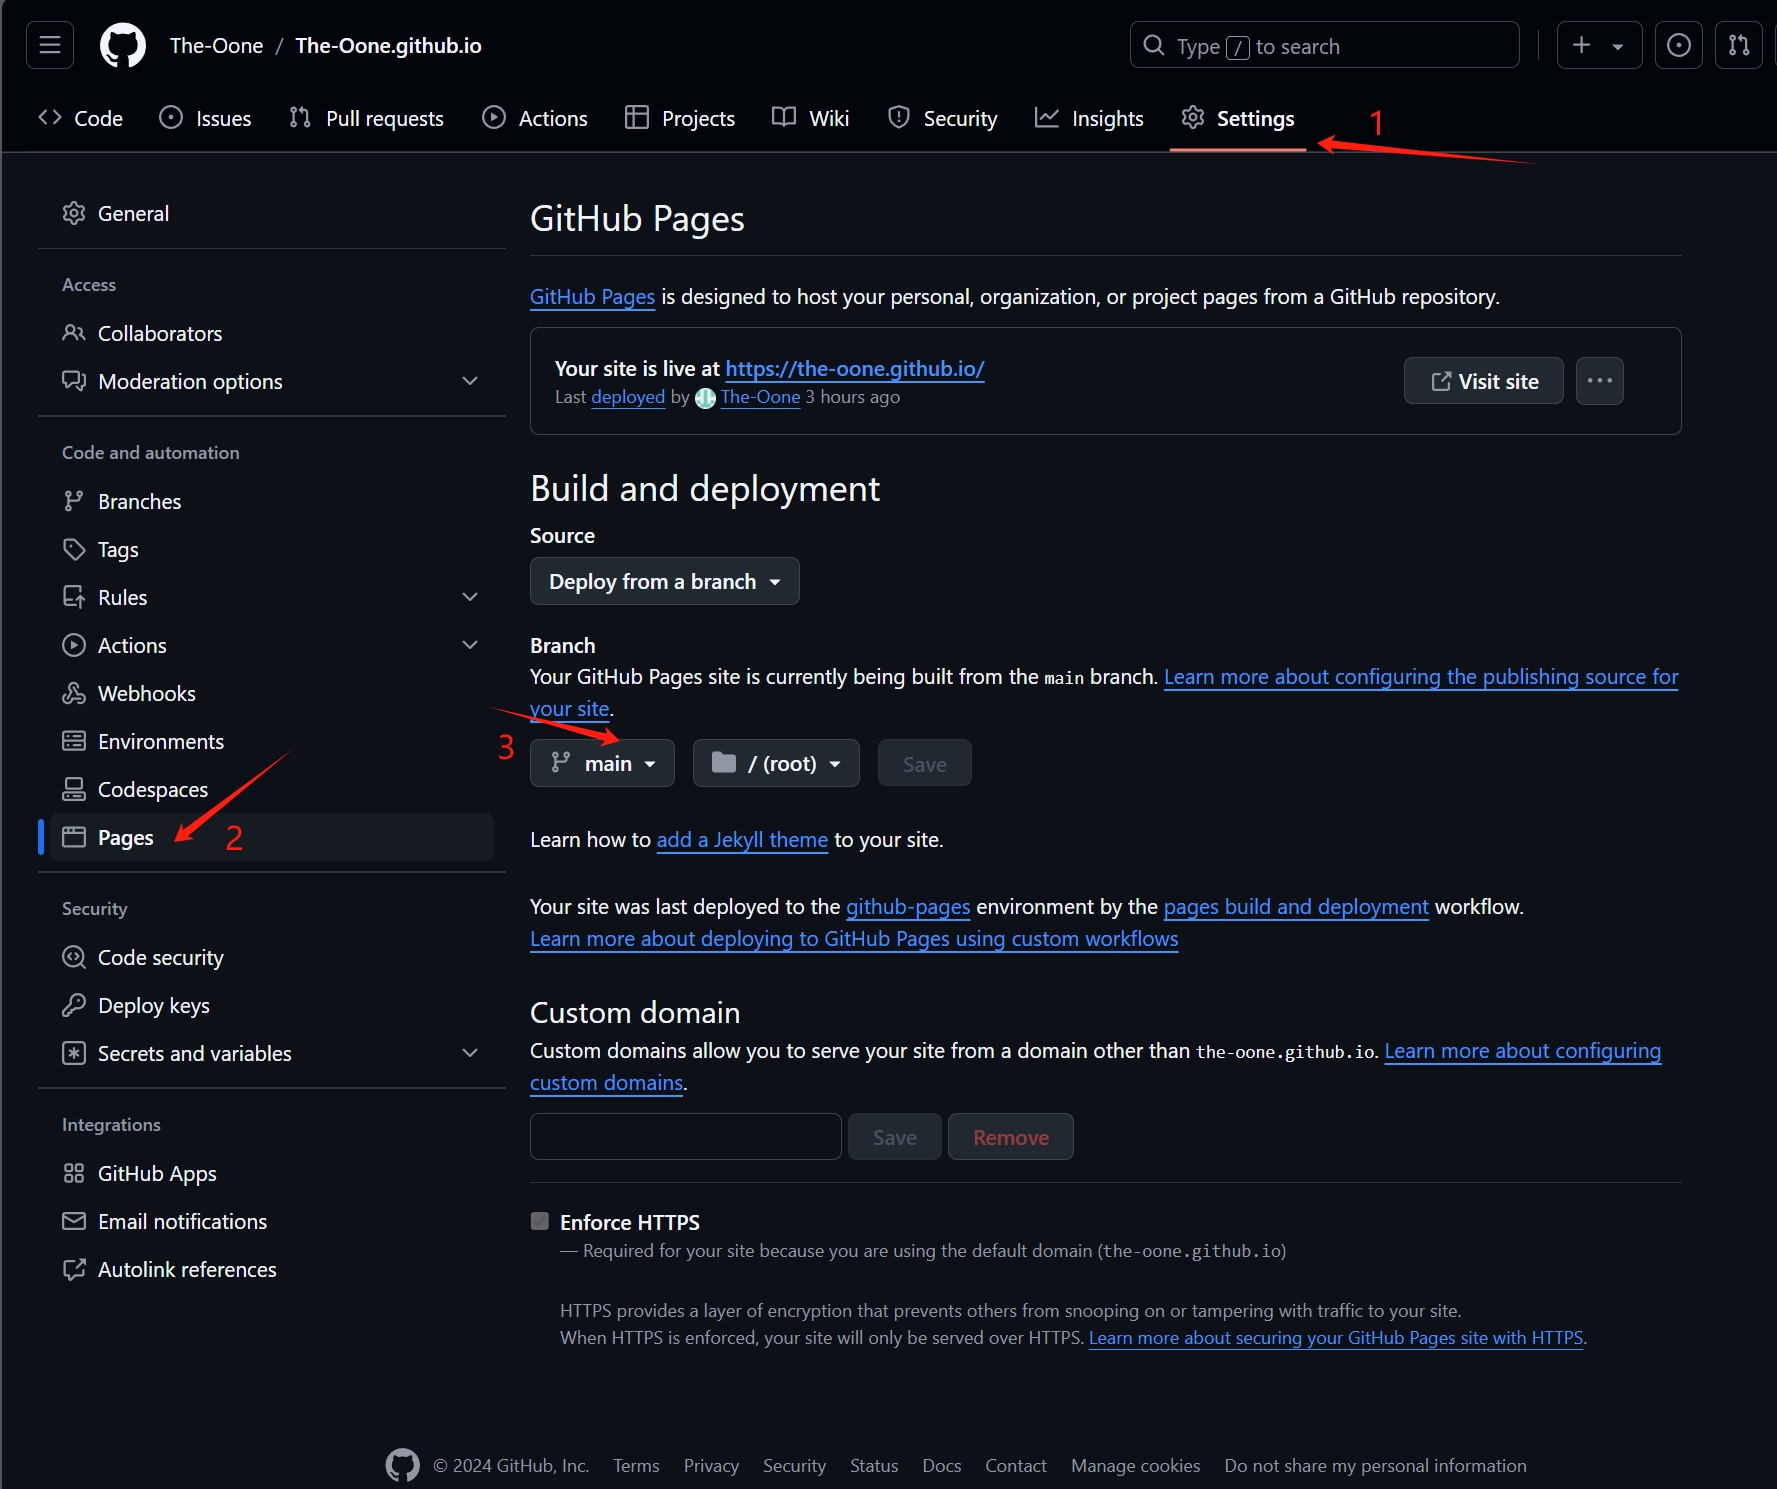 The-Oone / The-Oone.github.io
Type / to search
Code Issues Pull requests Actions Projects Wiki Security Insights Settings
1
General
Access
Collaborators
Moderation options
Code and automation
Branches
Tags
Rules
Actions
Webhooks
Environments
Codespaces
Pages
2
Security
Code security
Deploy keys
Secrets and variables
Integrations
GitHub Apps
Email notifications
Autolink references
GitHub Pages
GitHub Pages is designed to host your personal, organization, or project pages from a GitHub repository.
Your site is live at https://the-oone.github.io/
Last deployed by The-Oone 3 hours ago
Visit site
Build and deployment
Source
Deploy from a branch
Branch
Your GitHub Pages site is currently being built from the main branch. Learn more about configuring the publishing source for
your site.
3
main / (root) Save
Learn how to add a Jekyll theme to your site.
Your site was last deployed to the github-pages environment by the pages build and deployment workflow.
Learn more about deploying to GitHub Pages using custom workflows
Custom domain
Custom domains allow you to serve your site from a domain other than the-oone.github.io. Learn more about configuring
custom domains.
Save Remove
Enforce HTTPS
— Required for your site because you are using the default domain (the-oone.github.io)
HTTPS provides a layer of encryption that prevents others from snooping on or tampering with traffic to your site.
When HTTPS is enforced, your site will only be served over HTTPS. Learn more about securing your GitHub Pages site with HTTPS.
© 2024 GitHub, Inc. Terms Privacy Security Status Docs Contact Manage cookies Do not share my personal information